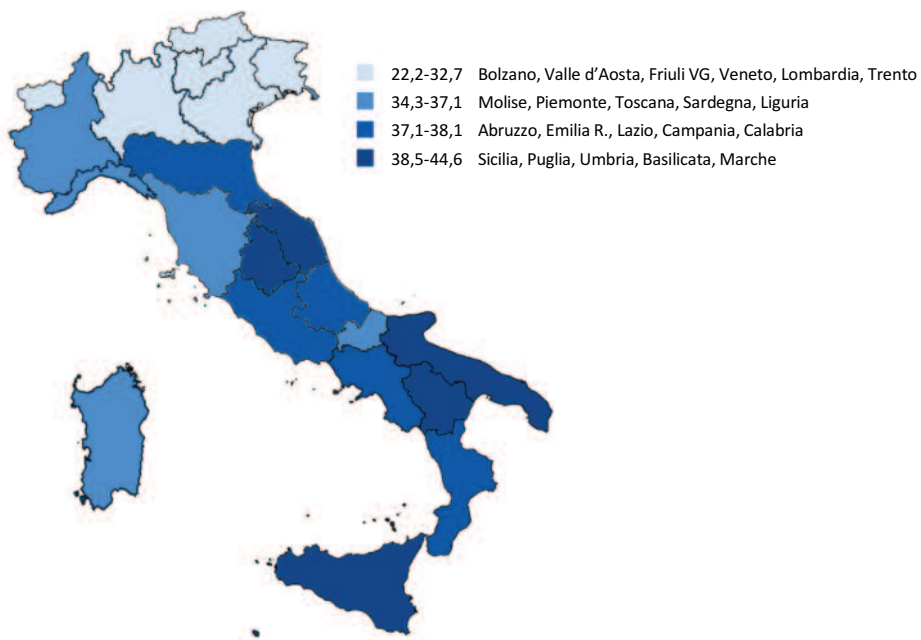 22,2-32,7 Bolzano, Valle d'Aosta, Friuli VG, Veneto, Lombardia, Trento
34,3-37,1 Molise, Piemonte, Toscana, Sardegna, Liguria
37,1-38,1 Abruzzo, Emilia R., Lazio, Campania, Calabria
38,5-44,6 Sicilia, Puglia, Umbria, Basilicata, Marche